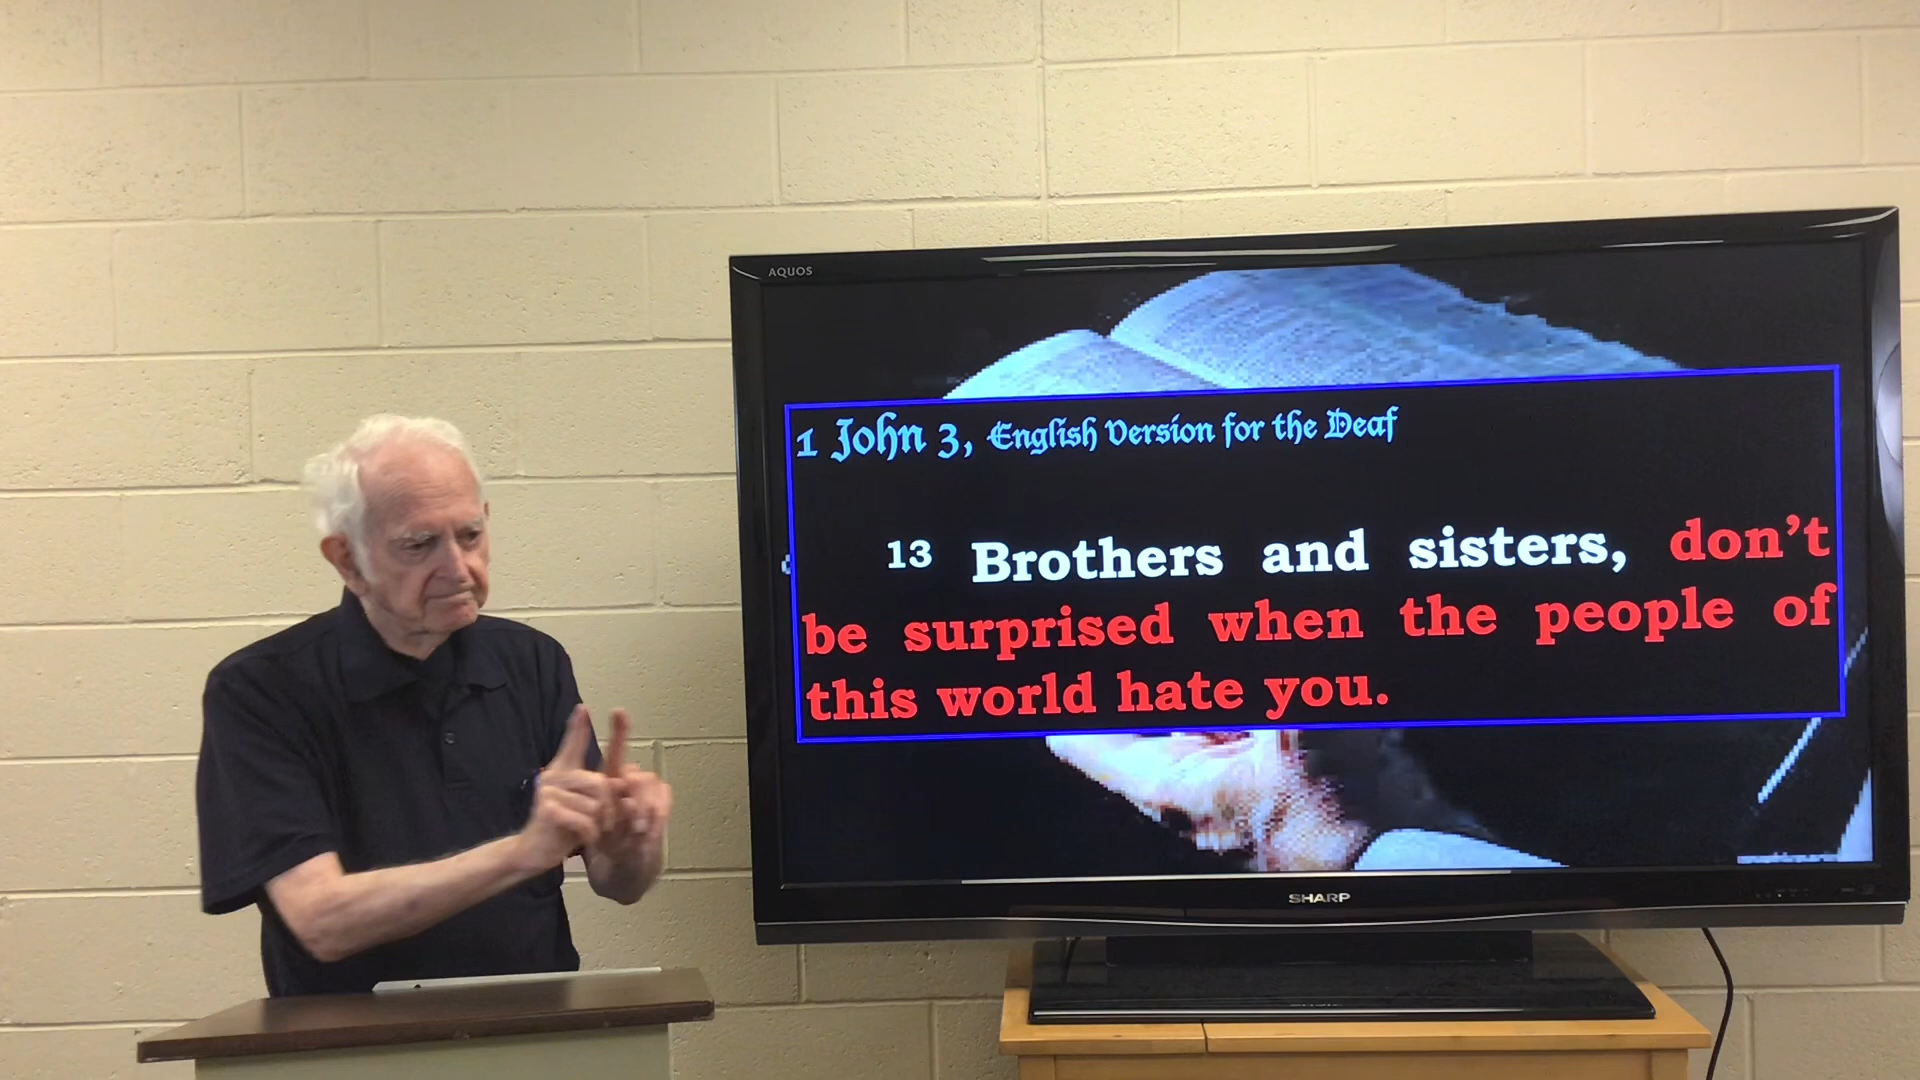 AQUOS
1 John 3, English Version for the Deaf
13 Brothers and sisters, don't
be surprised when the people of
this world hate you.
SHARP